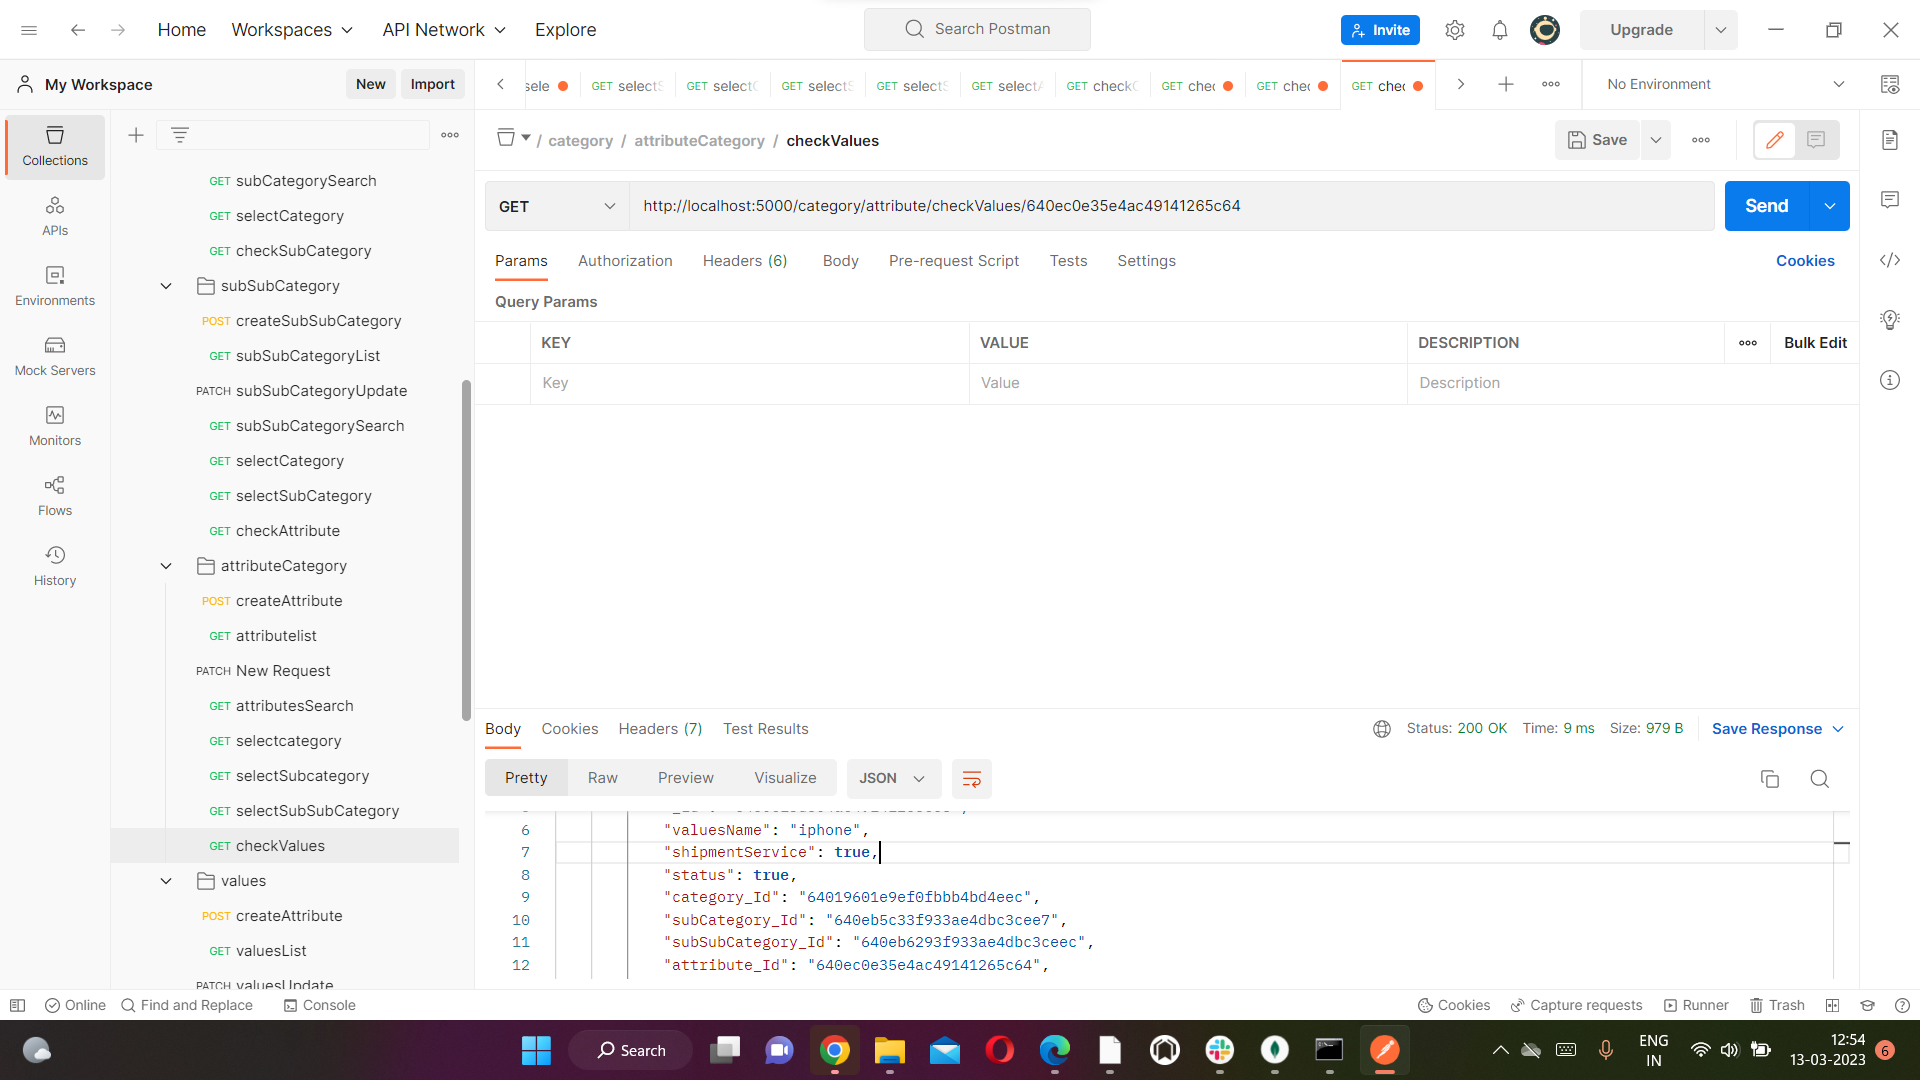 Home Workspaces API Network Explore
Search Postman
Invite
Upgrade
My Workspace
New Import
sele
GET selectS
GET selectC
GET selectS
GET selectS
GET selectA
GET checkC
GET chec
GET chec
GET chec
No Environment
Collections
APIs
Environments
Mock Servers
Monitors
Flows
History
GET subCategorySearch
GET selectCategory
GET checkSubCategory
subSubCategory
POST createSubSubCategory
GET subSubCategoryList
PATCH subSubCategoryUpdate
GET subSubCategorySearch
GET selectCategory
GET selectSubCategory
GET checkAttribute
attributeCategory
POST createAttribute
GET attributelist
PATCH New Request
GET attributesSearch
GET selectcategory
GET selectSubcategory
GET selectSubSubCategory
GET checkValues
values
POST createAttribute
GET valuesList
PATCH valuesUpdate
/ category / attributeCategory / checkValues
Save
GET http://localhost:5000/category/attribute/checkValues/640ec0e35e4ac49141265c64
Send
Params Authorization Headers (6) Body Pre-request Script Tests Settings
Cookies
Query Params
KEY VALUE DESCRIPTION Bulk Edit
Key Value Description
Body Cookies Headers (7) Test Results
Status: 200 OK Time: 9 ms Size: 979 B Save Response
Pretty Raw Preview Visualize JSON
6 "valuesName": "iphone",
7 "shipmentService": true,
8 "status": true,
9 "category_Id": "64019601e9ef0fbbb4bd4eec",
10 "subCategory_Id": "640eb5c33f933ae4dbc3cee7",
11 "subSubCategory_Id": "640eb6293f933ae4dbc3ceec",
12 "attribute_Id": "640ec0e35e4ac49141265c64",
Online Find and Replace Console
Cookies Capture requests Runner Trash
Search
ENG
IN
12:54
13-03-2023
6